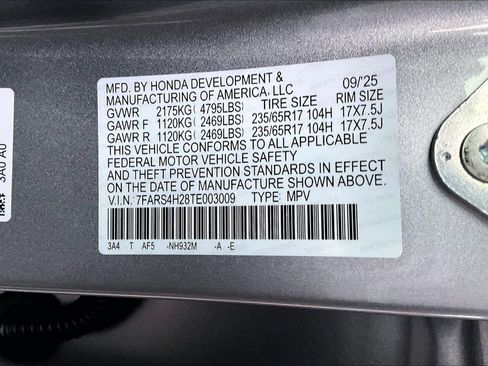 MFD. BY HONDA DEVELOPMENT & 09/'25
MANUFACTURING OF AMERICA, LLC
GVWR 2175KG( 4795LBS) TIRE SIZE RIM SIZE
GAWR F 1120KG( 2469LBS) 235/65R17 104H 17X7.5J
GAWR R 1120KG( 2469LBS) 235/65R17 104H 17X7.5J
THIS VEHICLE CONFORMS TO ALL APPLICABLE
FEDERAL MOTOR VEHICLE SAFETY
AND THEFT PREVENTION STANDARDS IN EFFECT
ON THE DATE OF MANUFACTURE SHOWN ABOVE.
V.I.N.: 7FARS4H28TE003009 TYPE: MPV
3A4 T AF5 -NH932M -A -E
3A0 A0